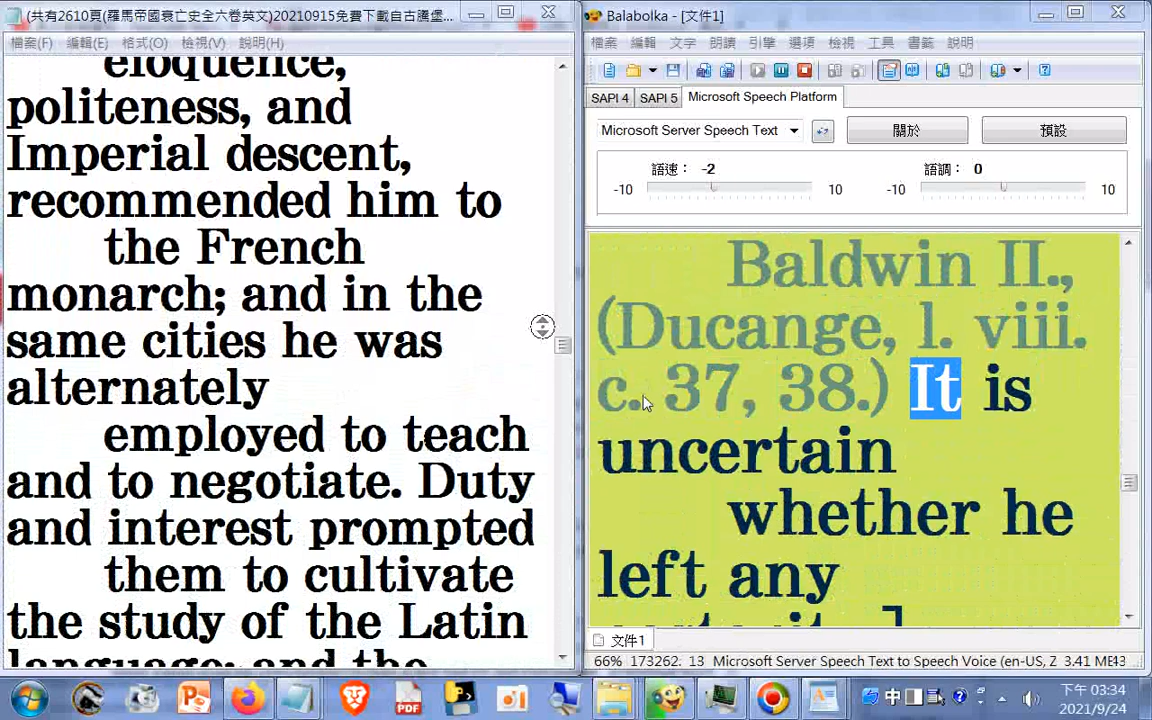 (共有2610頁(羅馬帝國衰亡史全六卷英文)20210915免費下載自古騰堡...
檔案(F) 編輯(E) 格式(O) 檢視(V) 說明(H)
eloquence,
politeness, and
Imperial descent,
recommended him to
the French
monarch; and in the
same cities he was
alternately
employed to teach
and to negotiate. Duty
and interest prompted
them to cultivate
the study of the Latin
language; and the
Balabolka - [文件1]
檔案 編輯 文字 朗讀 引擎 選項 檢視 工具 書籤 說明
SAPI 4 SAPI 5 Microsoft Speech Platform
Microsoft Server Speech Text 關於 預設
語速： -2 語調： 0
-10 10 -10 10
Baldwin II.,
(Ducange, l. viii.
c. 37, 38.) It is
uncertain
whether he
left any
posterity.]
文件1
66% 173262. 13 Microsoft Server Speech Text to Speech Voice (en-US, Z 3.41 ME43
PDF 中 下午 03:34
2021/9/24